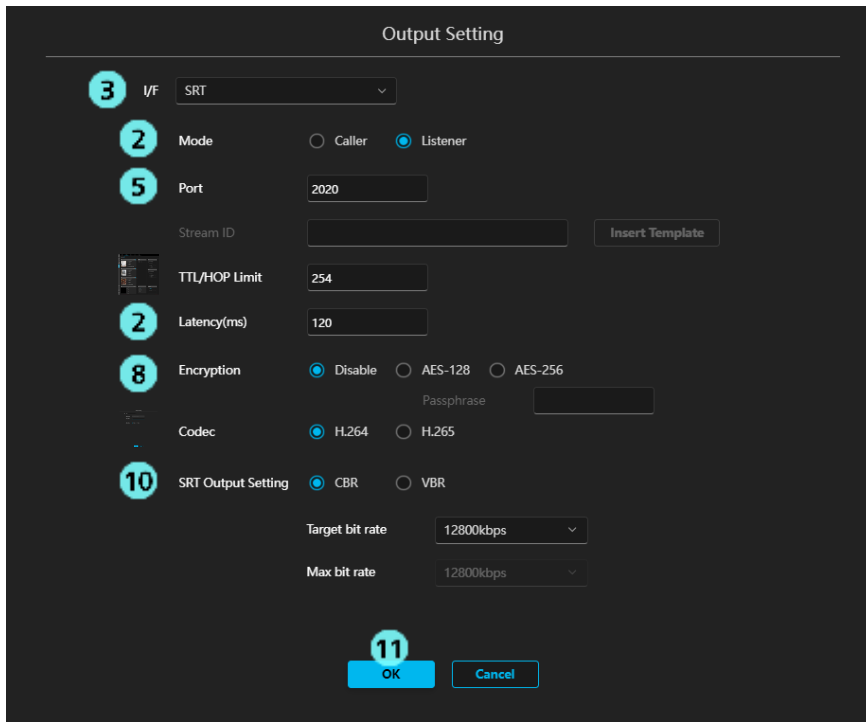 Output Setting
3 I/F SRT
2 Mode Caller Listener
5 Port 2020
Stream ID Insert Template
TTL/HOP Limit 254
2 Latency(ms) 120
8 Encryption Disable AES-128 AES-256
Passphrase
Codec H.264 H.265
10 SRT Output Setting CBR VBR
Target bit rate 12800kbps
Max bit rate 12800kbps
11
OK Cancel